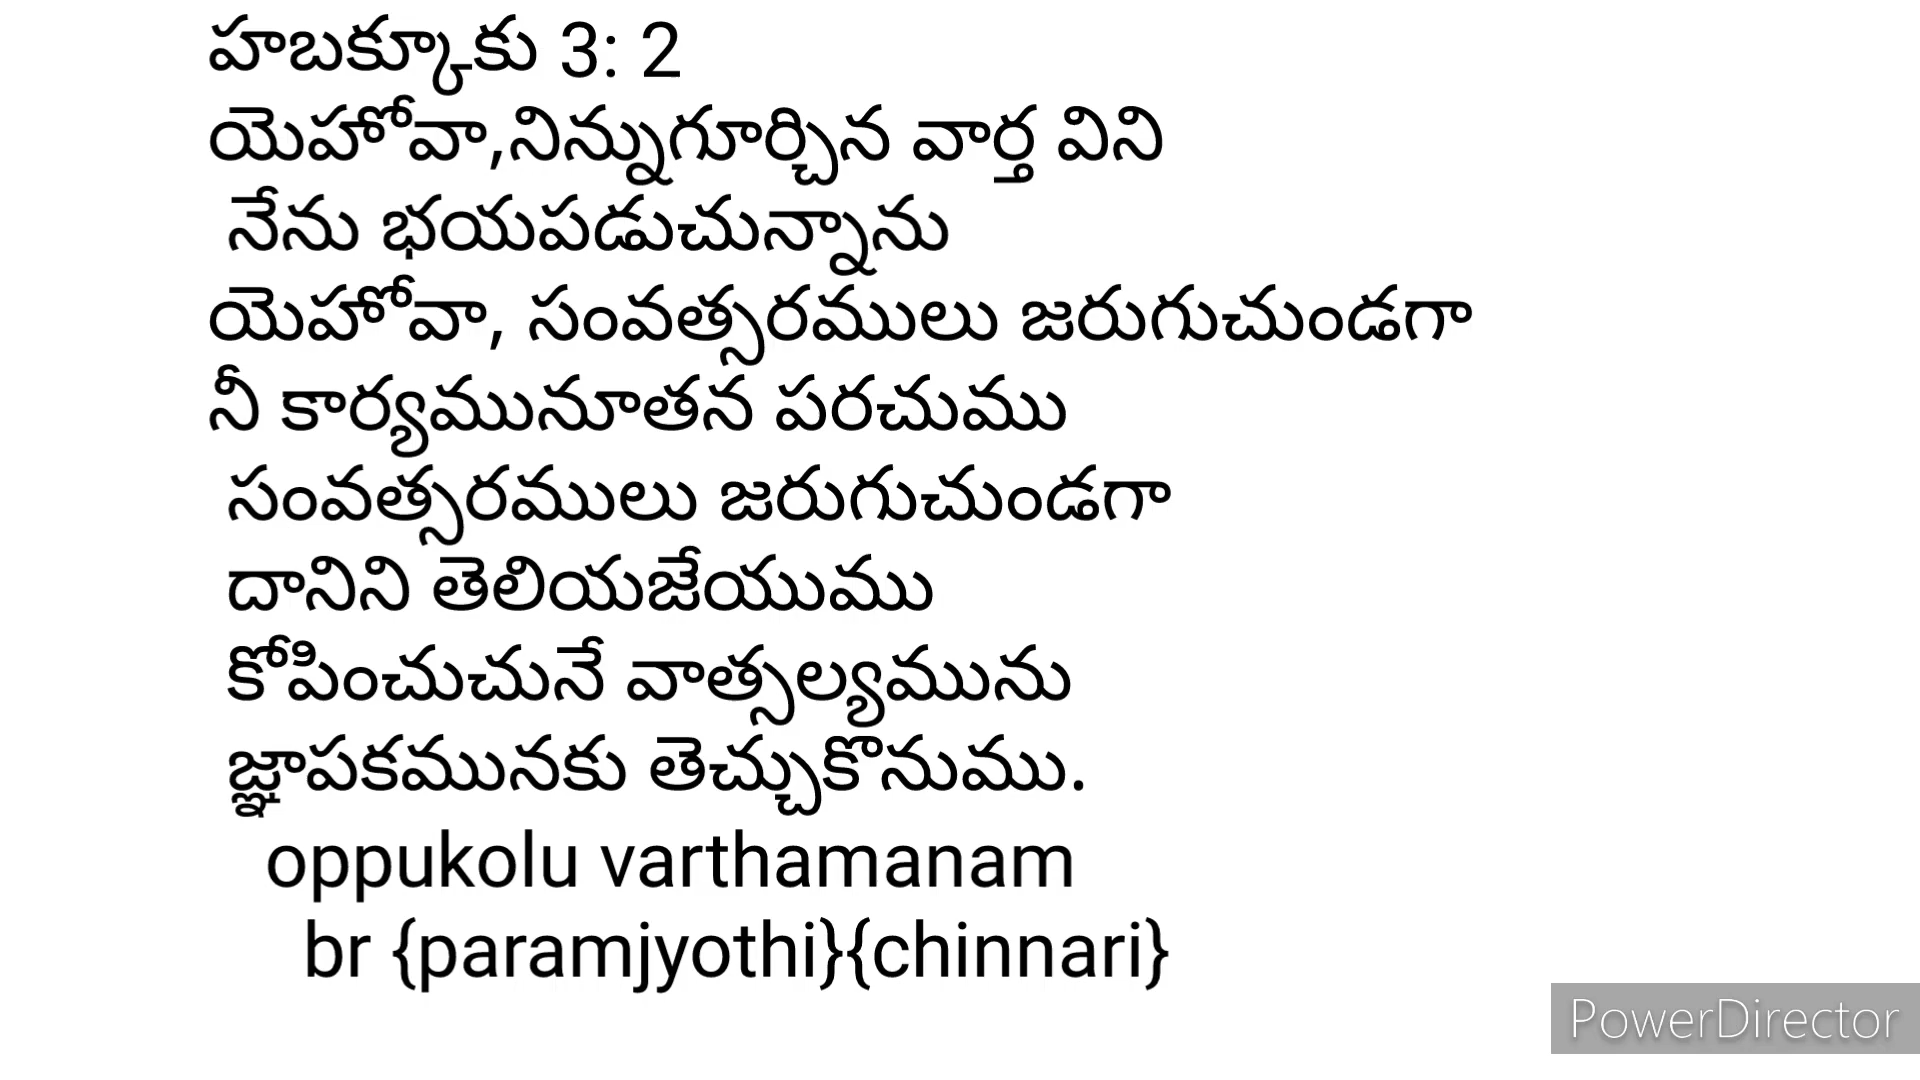 హబక్కూకు 3: 2
యెహోవా,నిన్నుగూర్చిన వార్త విని
నేను భయపడుచున్నాను
యెహోవా, సంవత్సరములు జరుగుచుండగా
నీ కార్యమునూతన పరచుము
సంవత్సరములు జరుగుచుండగా
దానిని తెలియజేయుము
కోపించుచునే వాత్సల్యమును
జ్ఞాపకమునకు తెచ్చుకొనుము.
oppukolu varthamanam
br {paramjyothi}{chinnari}
PowerDirector